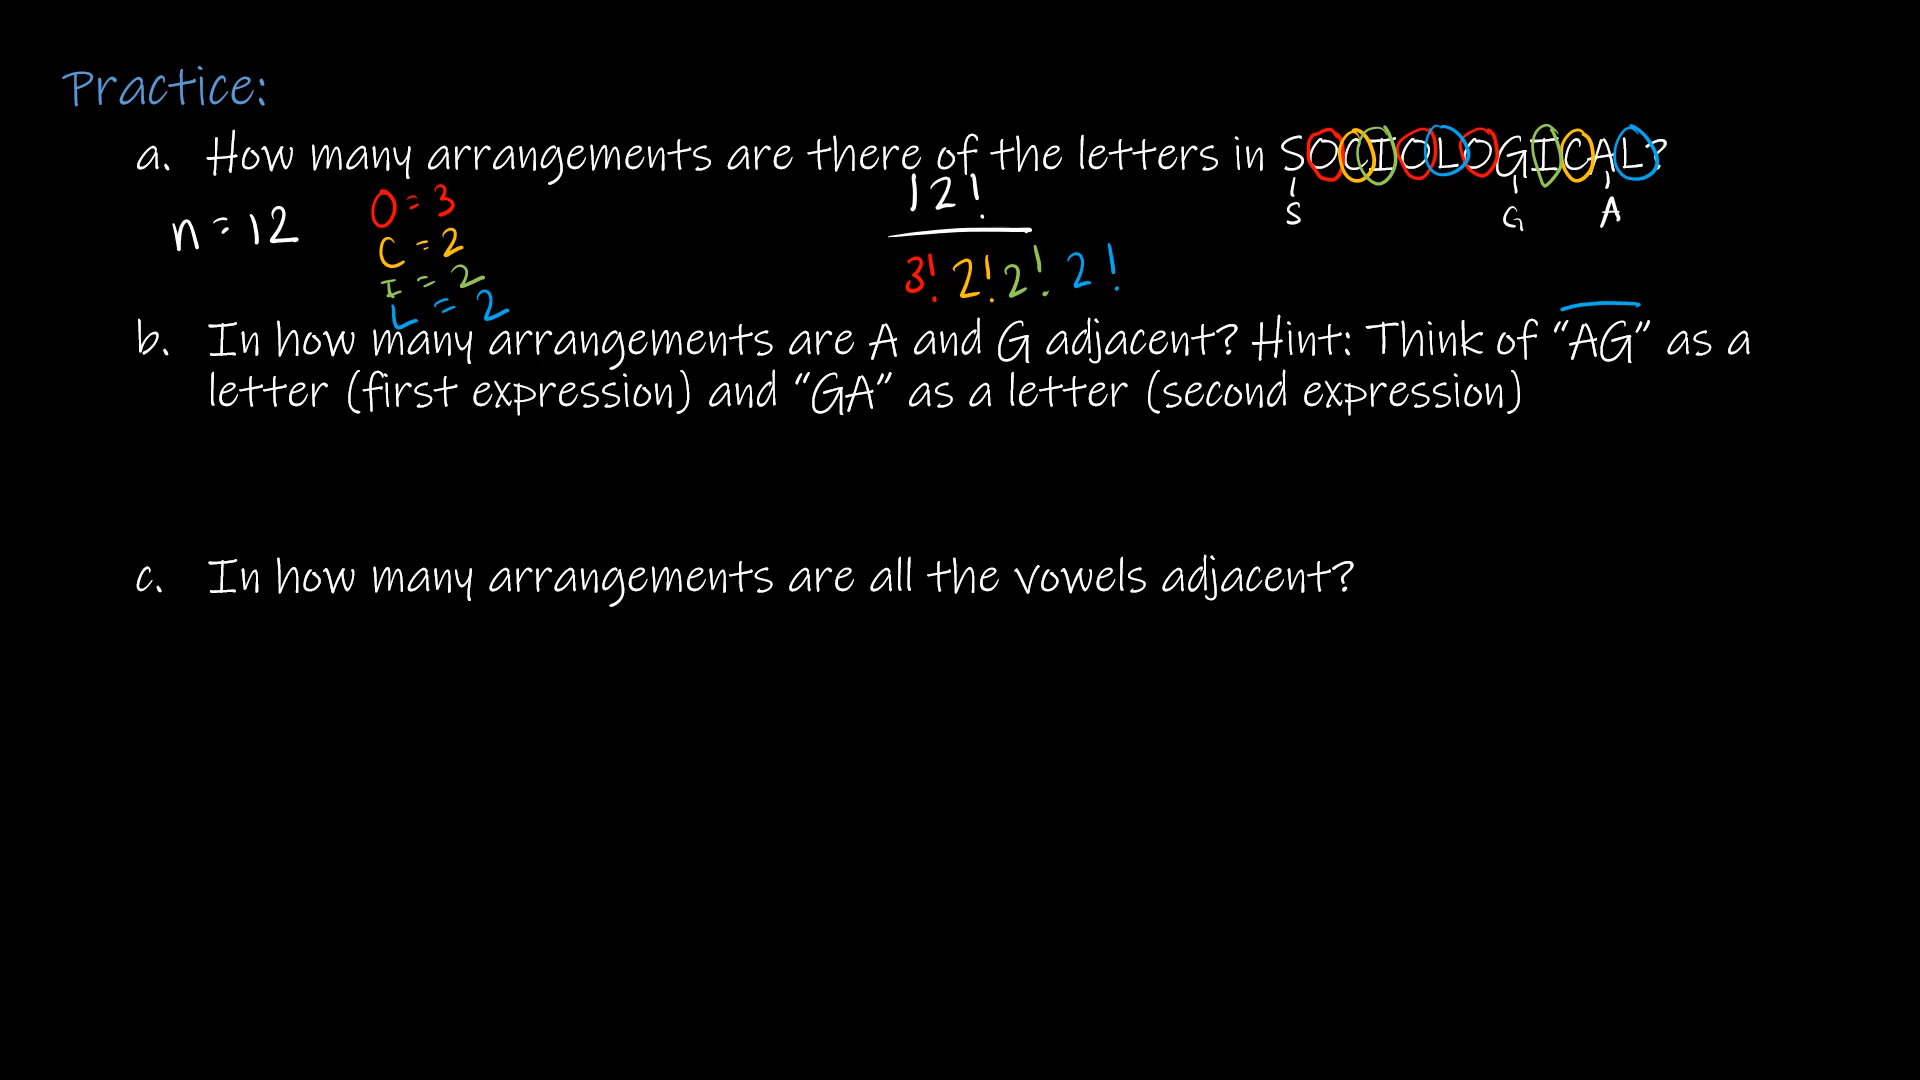 Practice:
a. How many arrangements are there of the letters in SOCIOLOGICAL?
S G A
n = 12
O = 3
C = 2
I = 2
L = 2
12!
3! 2! 2! 2!
b. In how many arrangements are A and G adjacent? Hint: Think of “AG” as a
letter (first expression) and “GA” as a letter (second expression)
c. In how many arrangements are all the vowels adjacent?